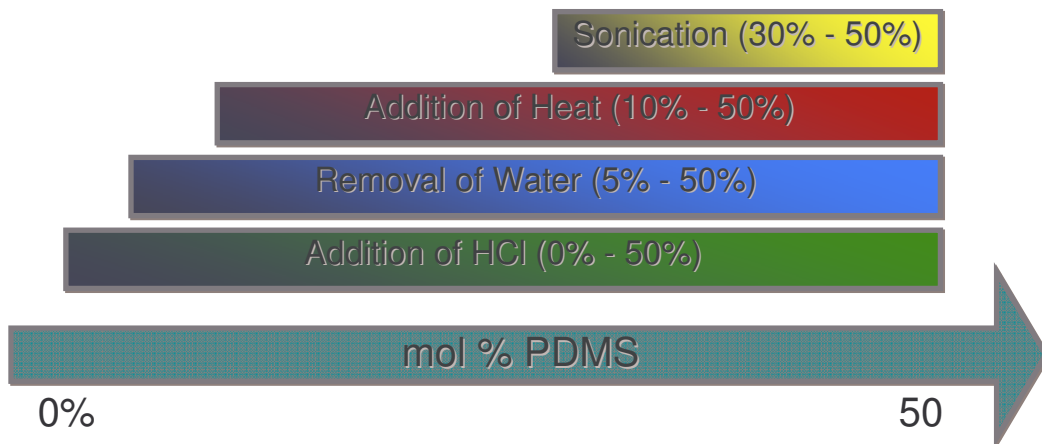 Sonication (30% - 50%)
Addition of Heat (10% - 50%)
Removal of Water (5% - 50%)
Addition of HCl (0% - 50%)
mol % PDMS
0%
50